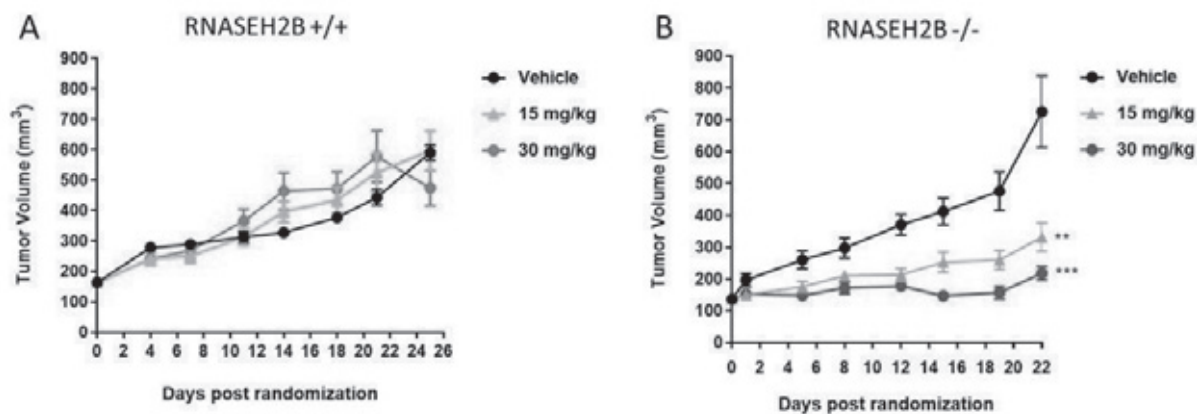 A
RNASEH2B +/+
Tumor Volume (mm3)
900
800
700
600
500
400
300
200
100
0
0 2 4 6 8 10 12 14 16 18 20 22 24 26
Days post randomization
Vehicle
15 mg/kg
30 mg/kg
B
RNASEH2B -/-
Tumor Volume (mm3)
900
800
700
600
500
400
300
200
100
0
0 2 4 6 8 10 12 14 16 18 20 22
Days post randomization
**
***
Vehicle
15 mg/kg
30 mg/kg